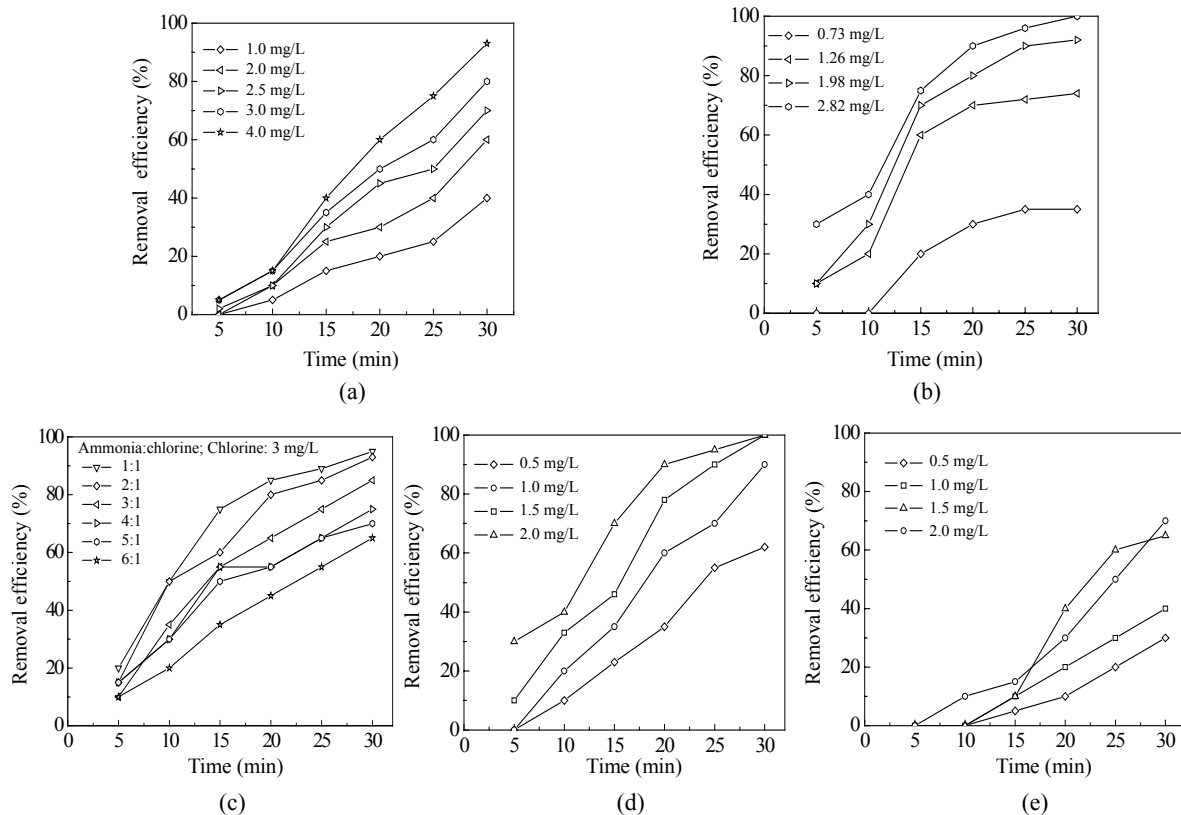 100
80
60
40
20
0
Removal efficiency (%)
1.0 mg/L
2.0 mg/L
2.5 mg/L
3.0 mg/L
4.0 mg/L
5 10 15 20 25 30
Time (min)
(a)
100
80
60
40
20
0
Removal efficiency (%)
0.73 mg/L
1.26 mg/L
1.98 mg/L
2.82 mg/L
0 5 10 15 20 25 30
Time (min)
(b)
100
80
60
40
20
0
Removal efficiency (%)
Ammonia:chlorine; Chlorine: 3 mg/L
1:1
2:1
3:1
4:1
5:1
6:1
0 5 10 15 20 25 30
Time (min)
(c)
100
80
60
40
20
0
Removal efficiency (%)
0.5 mg/L
1.0 mg/L
1.5 mg/L
2.0 mg/L
0 5 10 15 20 25 30
Time (min)
(d)
100
80
60
40
20
0
Removal efficiency (%)
0.5 mg/L
1.0 mg/L
1.5 mg/L
2.0 mg/L
0 5 10 15 20 25 30
Time (min)
(e)